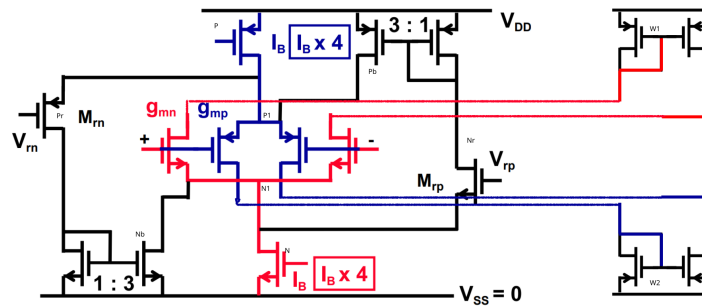 P
I_B
I_B x 4
3 : 1
V_DD
W1
Pb
Pr
M_rn
V_rn
g_mn
g_mp
P1
+
-
Nr
V_rp
M_rp
N1
Nb
N
1 : 3
I_B
I_B x 4
V_SS = 0
W2